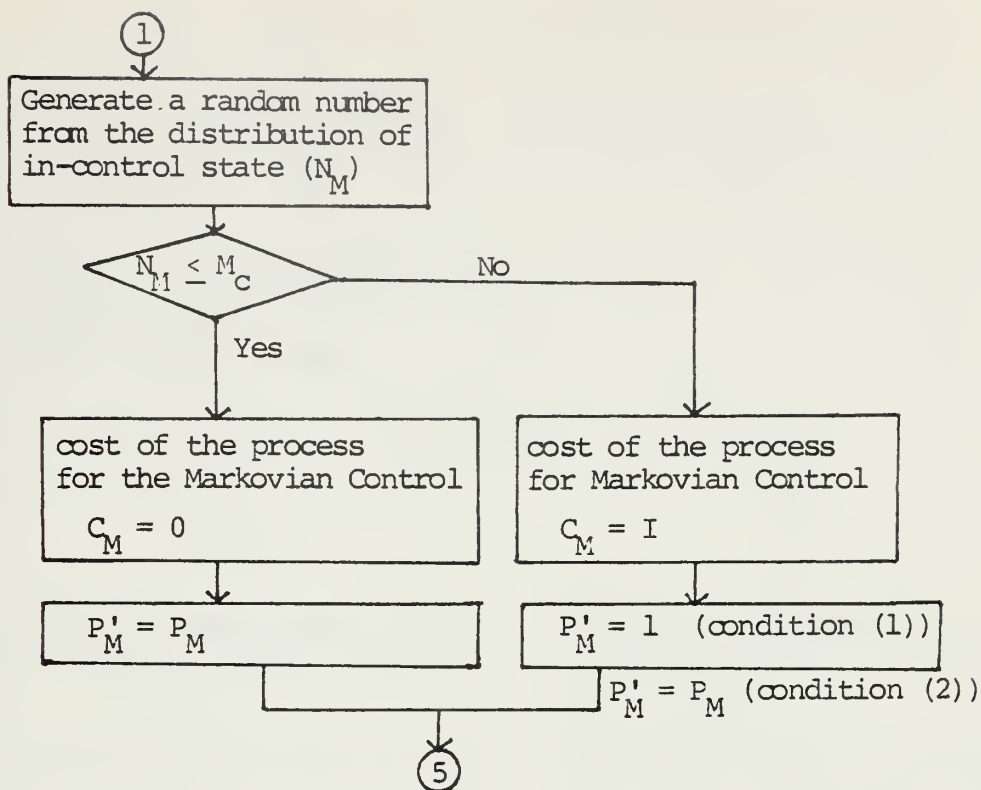 1
Generate a random number
from the distribution of
in-control state (N_M)
N_M ≤ M_C
No
Yes
cost of the process
for the Markovian Control
C_M = 0
cost of the process
for Markovian Control
C_M = I
P'_M = P_M
P'_M = 1 (condition (1))
P'_M = P_M (condition (2))
5